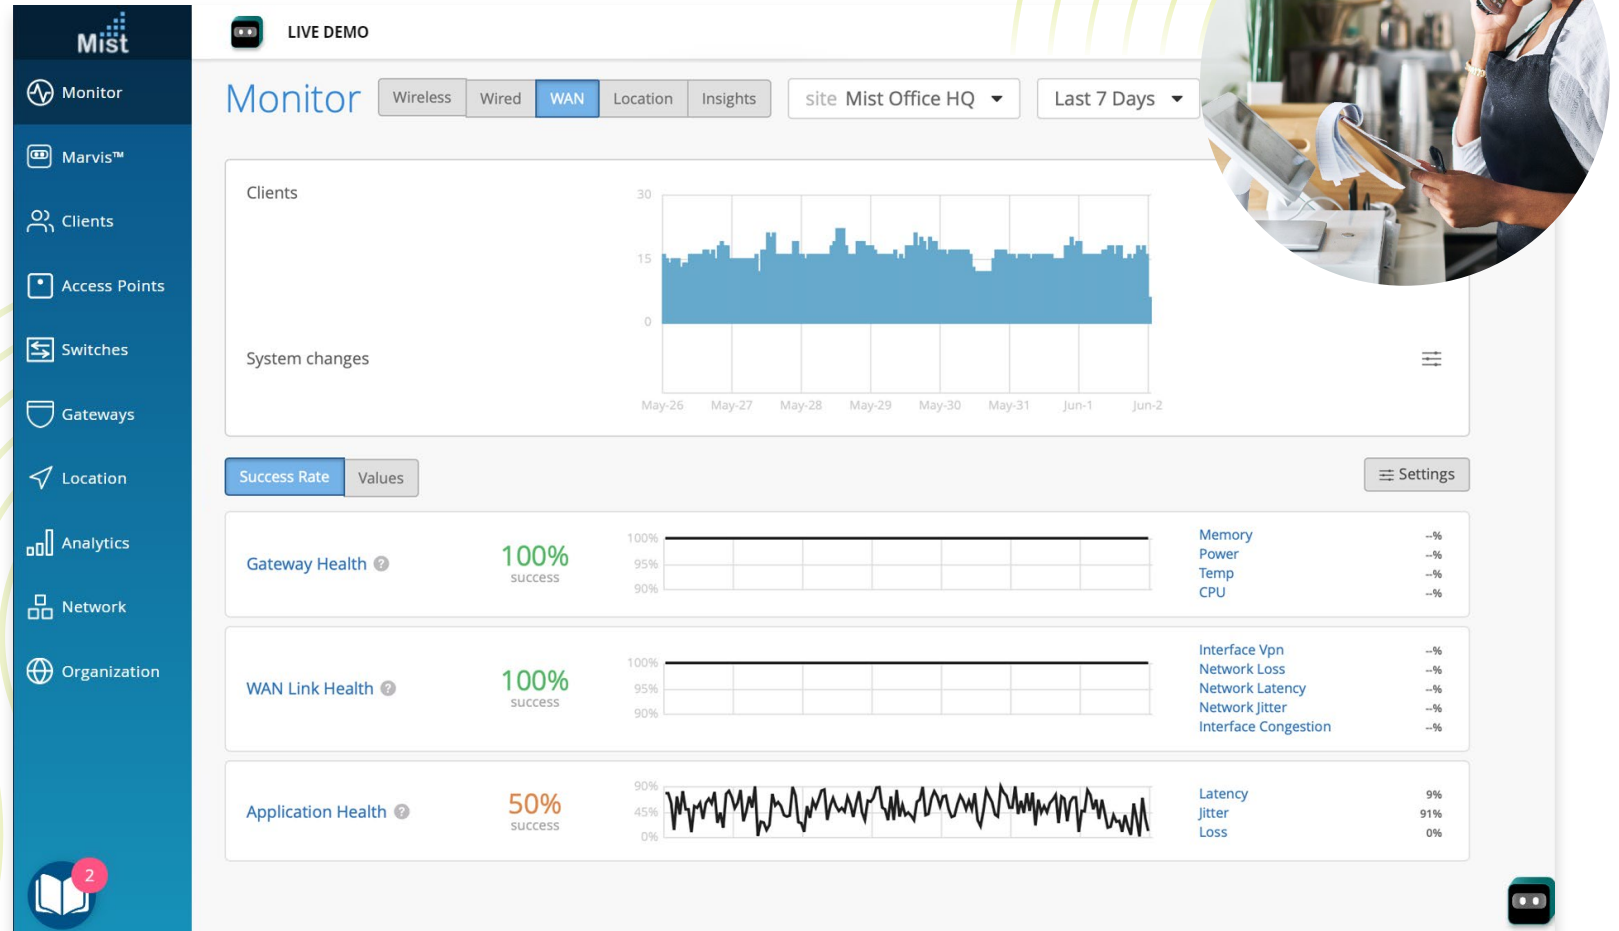 Mist
LIVE DEMO
Monitor
Marvis™
Clients
Access Points
Switches
Gateways
Location
Analytics
Network
Organization
2
Monitor
Wireless Wired WAN Location Insights
site Mist Office HQ
Last 7 Days
Clients
30
15
0
System changes
May-26 May-27 May-28 May-29 May-30 May-31 Jun-1 Jun-2
Success Rate Values
Settings
Gateway Health ?
100%
success
100%
95%
90%
Memory --%
Power --%
Temp --%
CPU --%
WAN Link Health ?
100%
success
100%
95%
90%
Interface Vpn --%
Network Loss --%
Network Latency --%
Network Jitter --%
Interface Congestion --%
Application Health ?
50%
success
90%
45%
0%
Latency 9%
Jitter 91%
Loss 0%